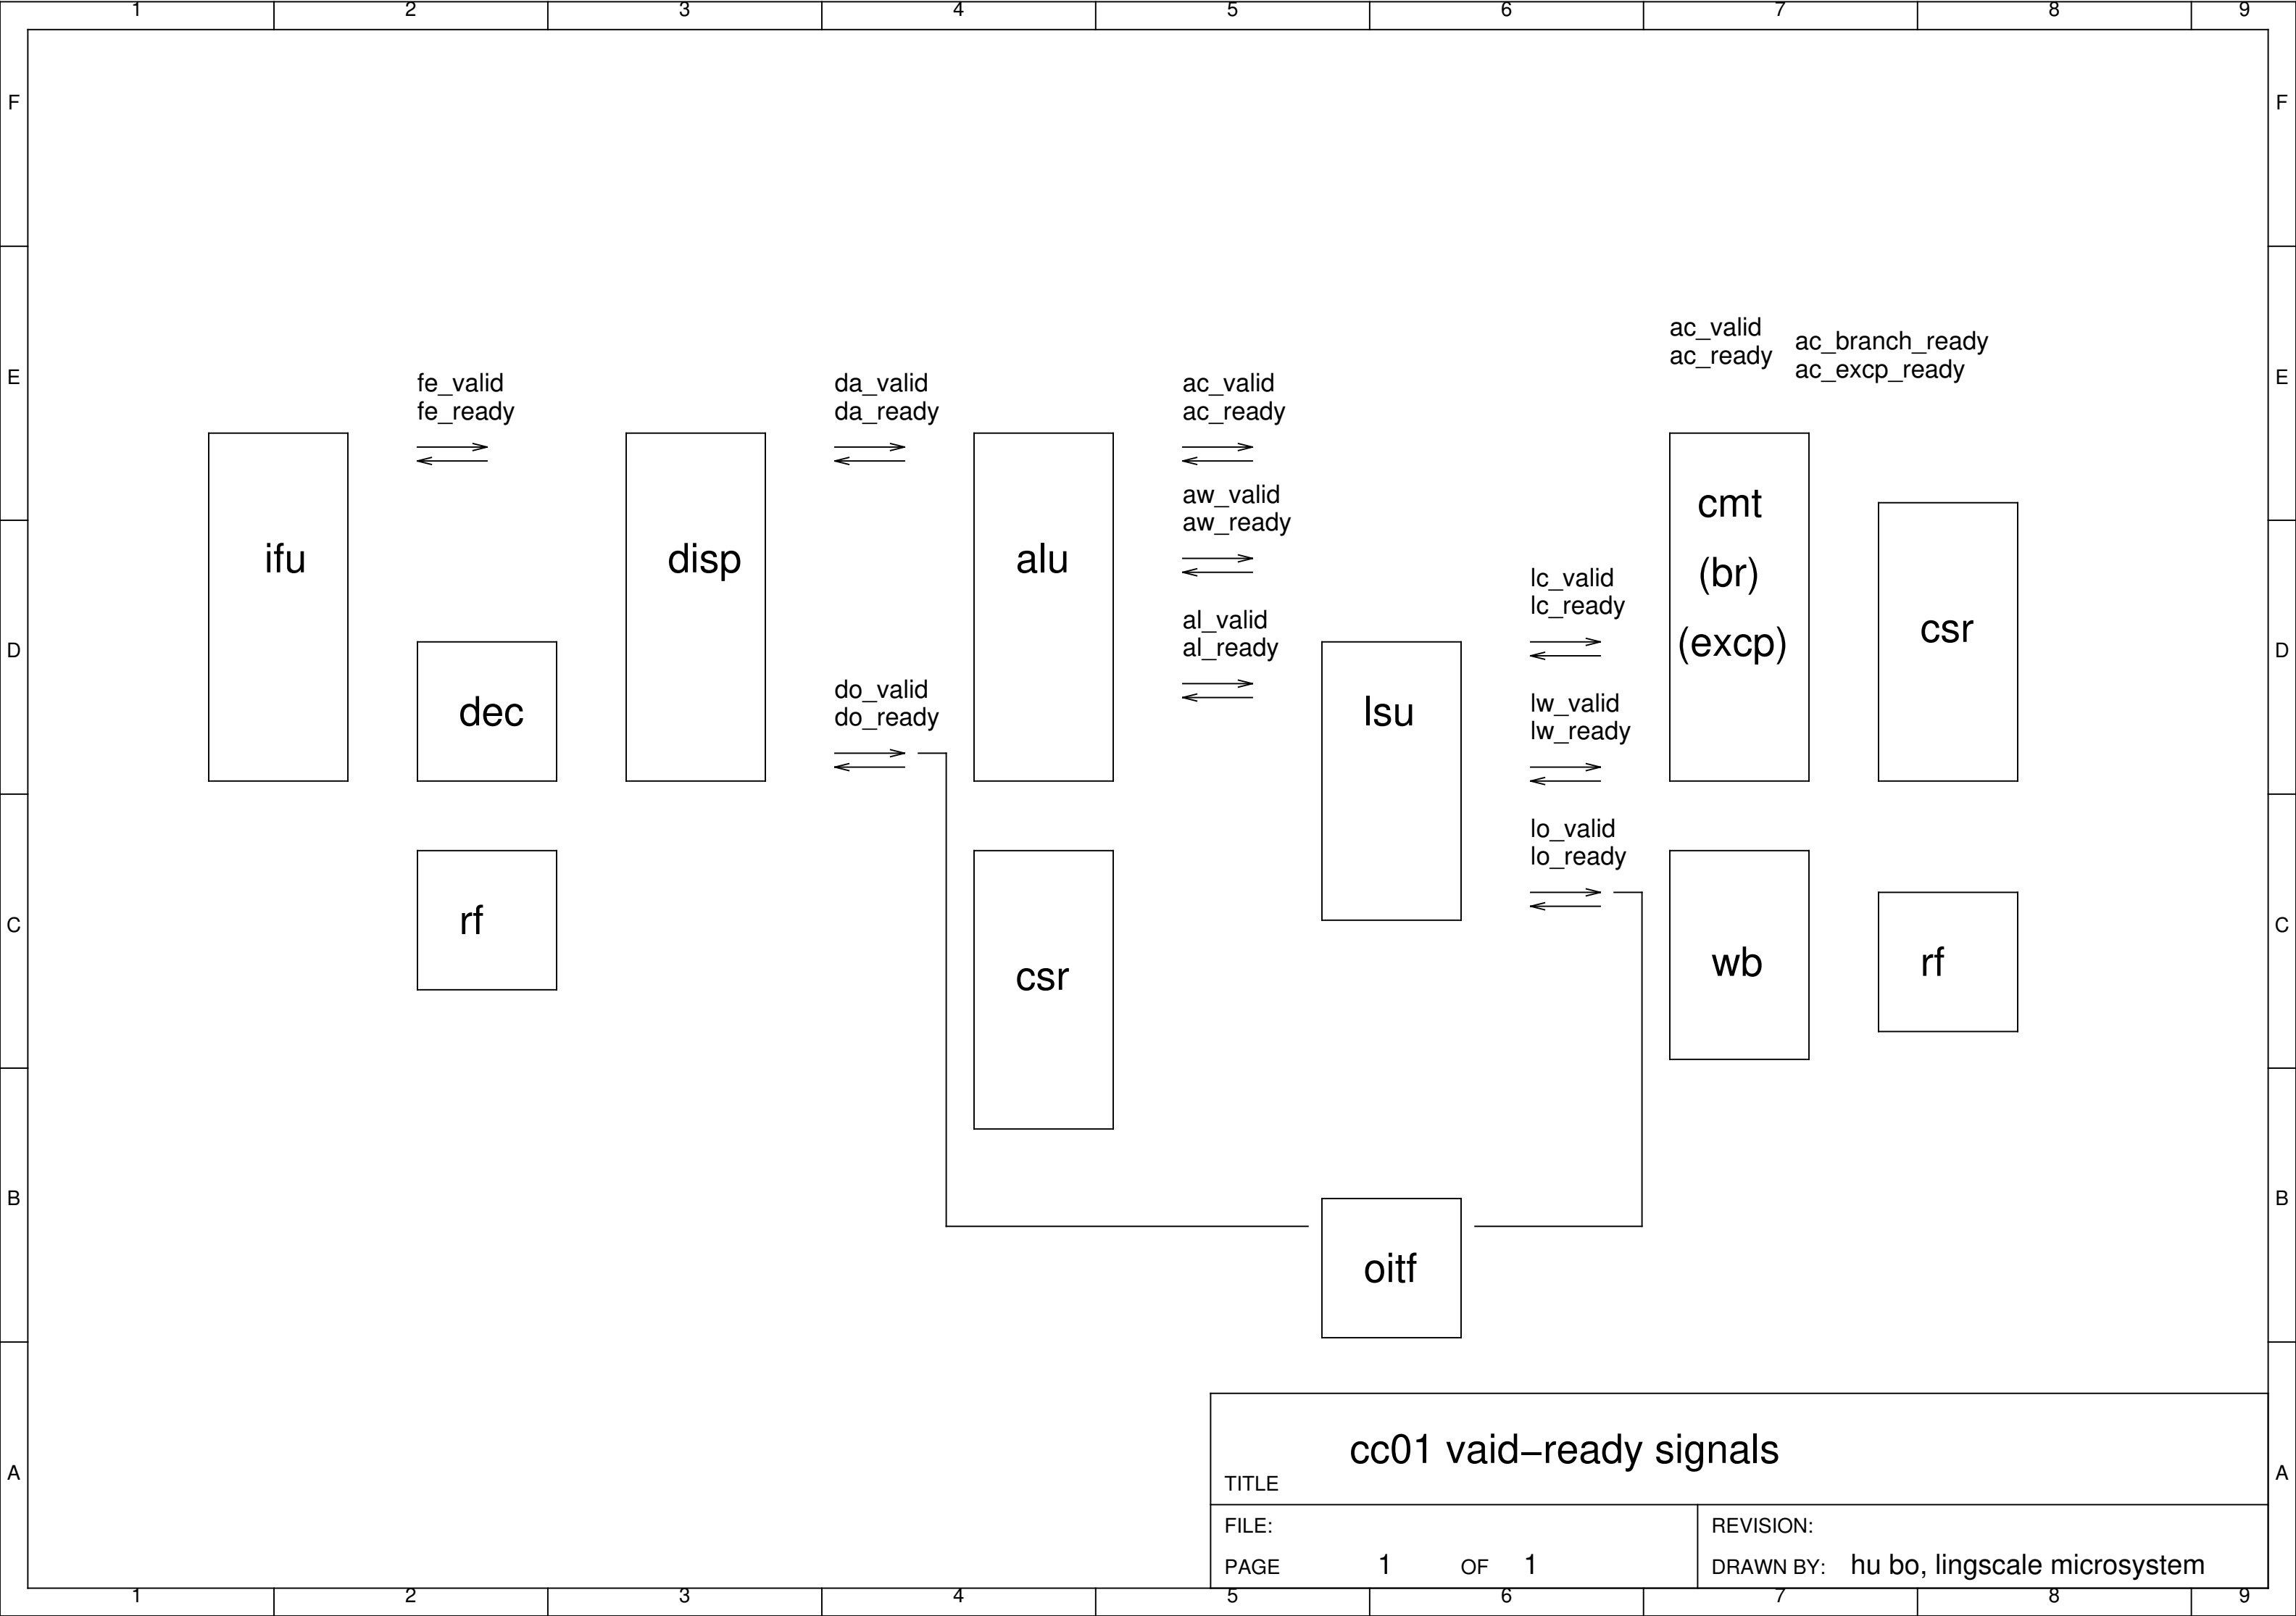 1 2 3 4 5 6 7 8 9
F F
ac_valid
ac_ready
ac_branch_ready
ac_excp_ready
E E
fe_valid
fe_ready
da_valid
da_ready
ac_valid
ac_ready
aw_valid
aw_ready
cmt
(br)
(excp)
ifu
disp
alu
lc_valid
lc_ready
al_valid
al_ready
csr
D D
do_valid
do_ready
dec
lsu
lw_valid
lw_ready
lo_valid
lo_ready
C C
rf
csr
wb
rf
B B
oitf
cc01 vaid−ready signals
TITLE
A A
FILE:
REVISION:
PAGE 1 OF 1
DRAWN BY: hu bo, lingscale microsystem
1 2 3 4 5 6 7 8 9